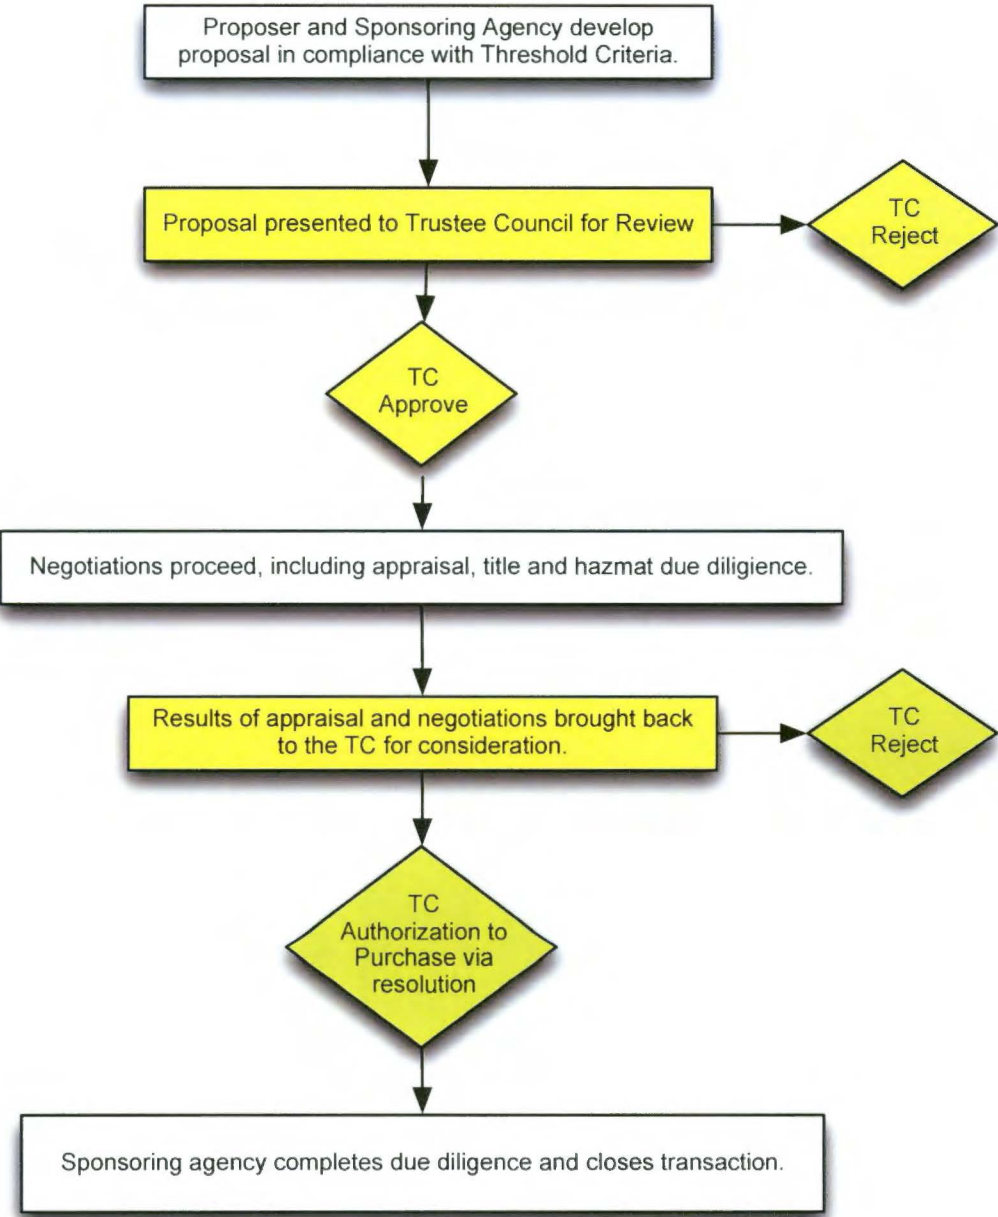 Proposer and Sponsoring Agency develop
proposal in compliance with Threshold Criteria.
Proposal presented to Trustee Council for Review
TC
Reject
TC
Approve
Negotiations proceed, including appraisal, title and hazmat due diligience.
Results of appraisal and negotiations brought back
to the TC for consideration.
TC
Reject
TC
Authorization to
Purchase via
resolution
Sponsoring agency completes due diligence and closes transaction.